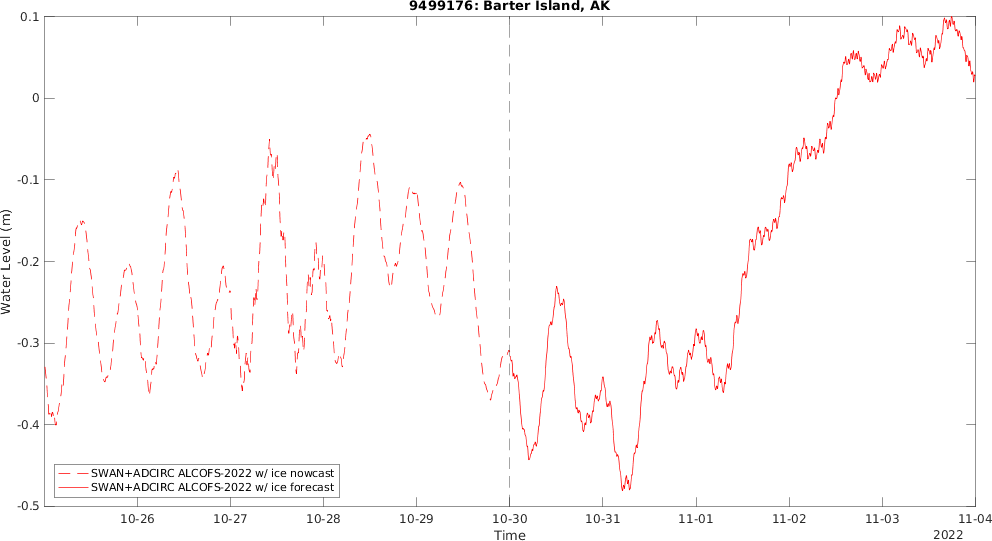 9499176: Barter Island, AK
Water Level (m)
0.1
0
-0.1
-0.2
-0.3
-0.4
-0.5
SWAN+ADCIRC ALCOFS-2022 w/ ice nowcast
SWAN+ADCIRC ALCOFS-2022 w/ ice forecast
10-26 10-27 10-28 10-29 10-30 10-31 11-01 11-02 11-03 11-04
Time
2022